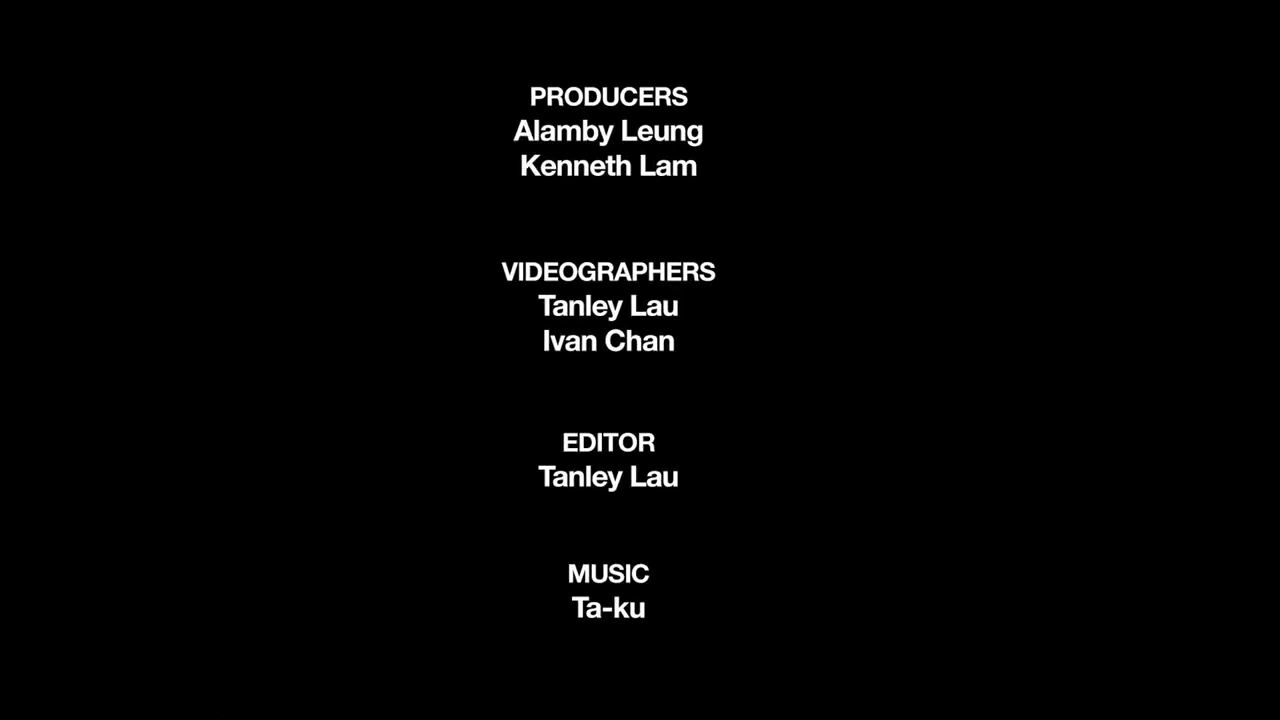 PRODUCERS
Alamby Leung
Kenneth Lam
VIDEOGRAPHERS
Tanley Lau
Ivan Chan
EDITOR
Tanley Lau
MUSIC
Ta-ku